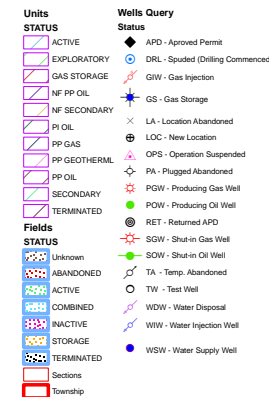 Units
STATUS
ACTIVE
EXPLORATORY
GAS STORAGE
NF PP OIL
NF SECONDARY
PI OIL
PP GAS
PP GEOTHERML
PP OIL
SECONDARY
TERMINATED
Fields
STATUS
Unknown
ABANDONED
ACTIVE
COMBINED
INACTIVE
STORAGE
TERMINATED
Sections
Township
Wells Query
Status
APD - Aproved Permit
DRL - Spuded (Drilling Commenced
GIW - Gas Injection
GS - Gas Storage
LA - Location Abandoned
LOC - New Location
OPS - Operation Suspended
PA - Plugged Abandoned
PGW - Producing Gas Well
POW - Producing Oil Well
RET - Returned APD
SGW - Shut-in Gas Well
SOW - Shut-in Oil Well
TA - Temp. Abandoned
TW - Test Well
WDW - Water Disposal
WIW - Water Injection Well
WSW - Water Supply Well